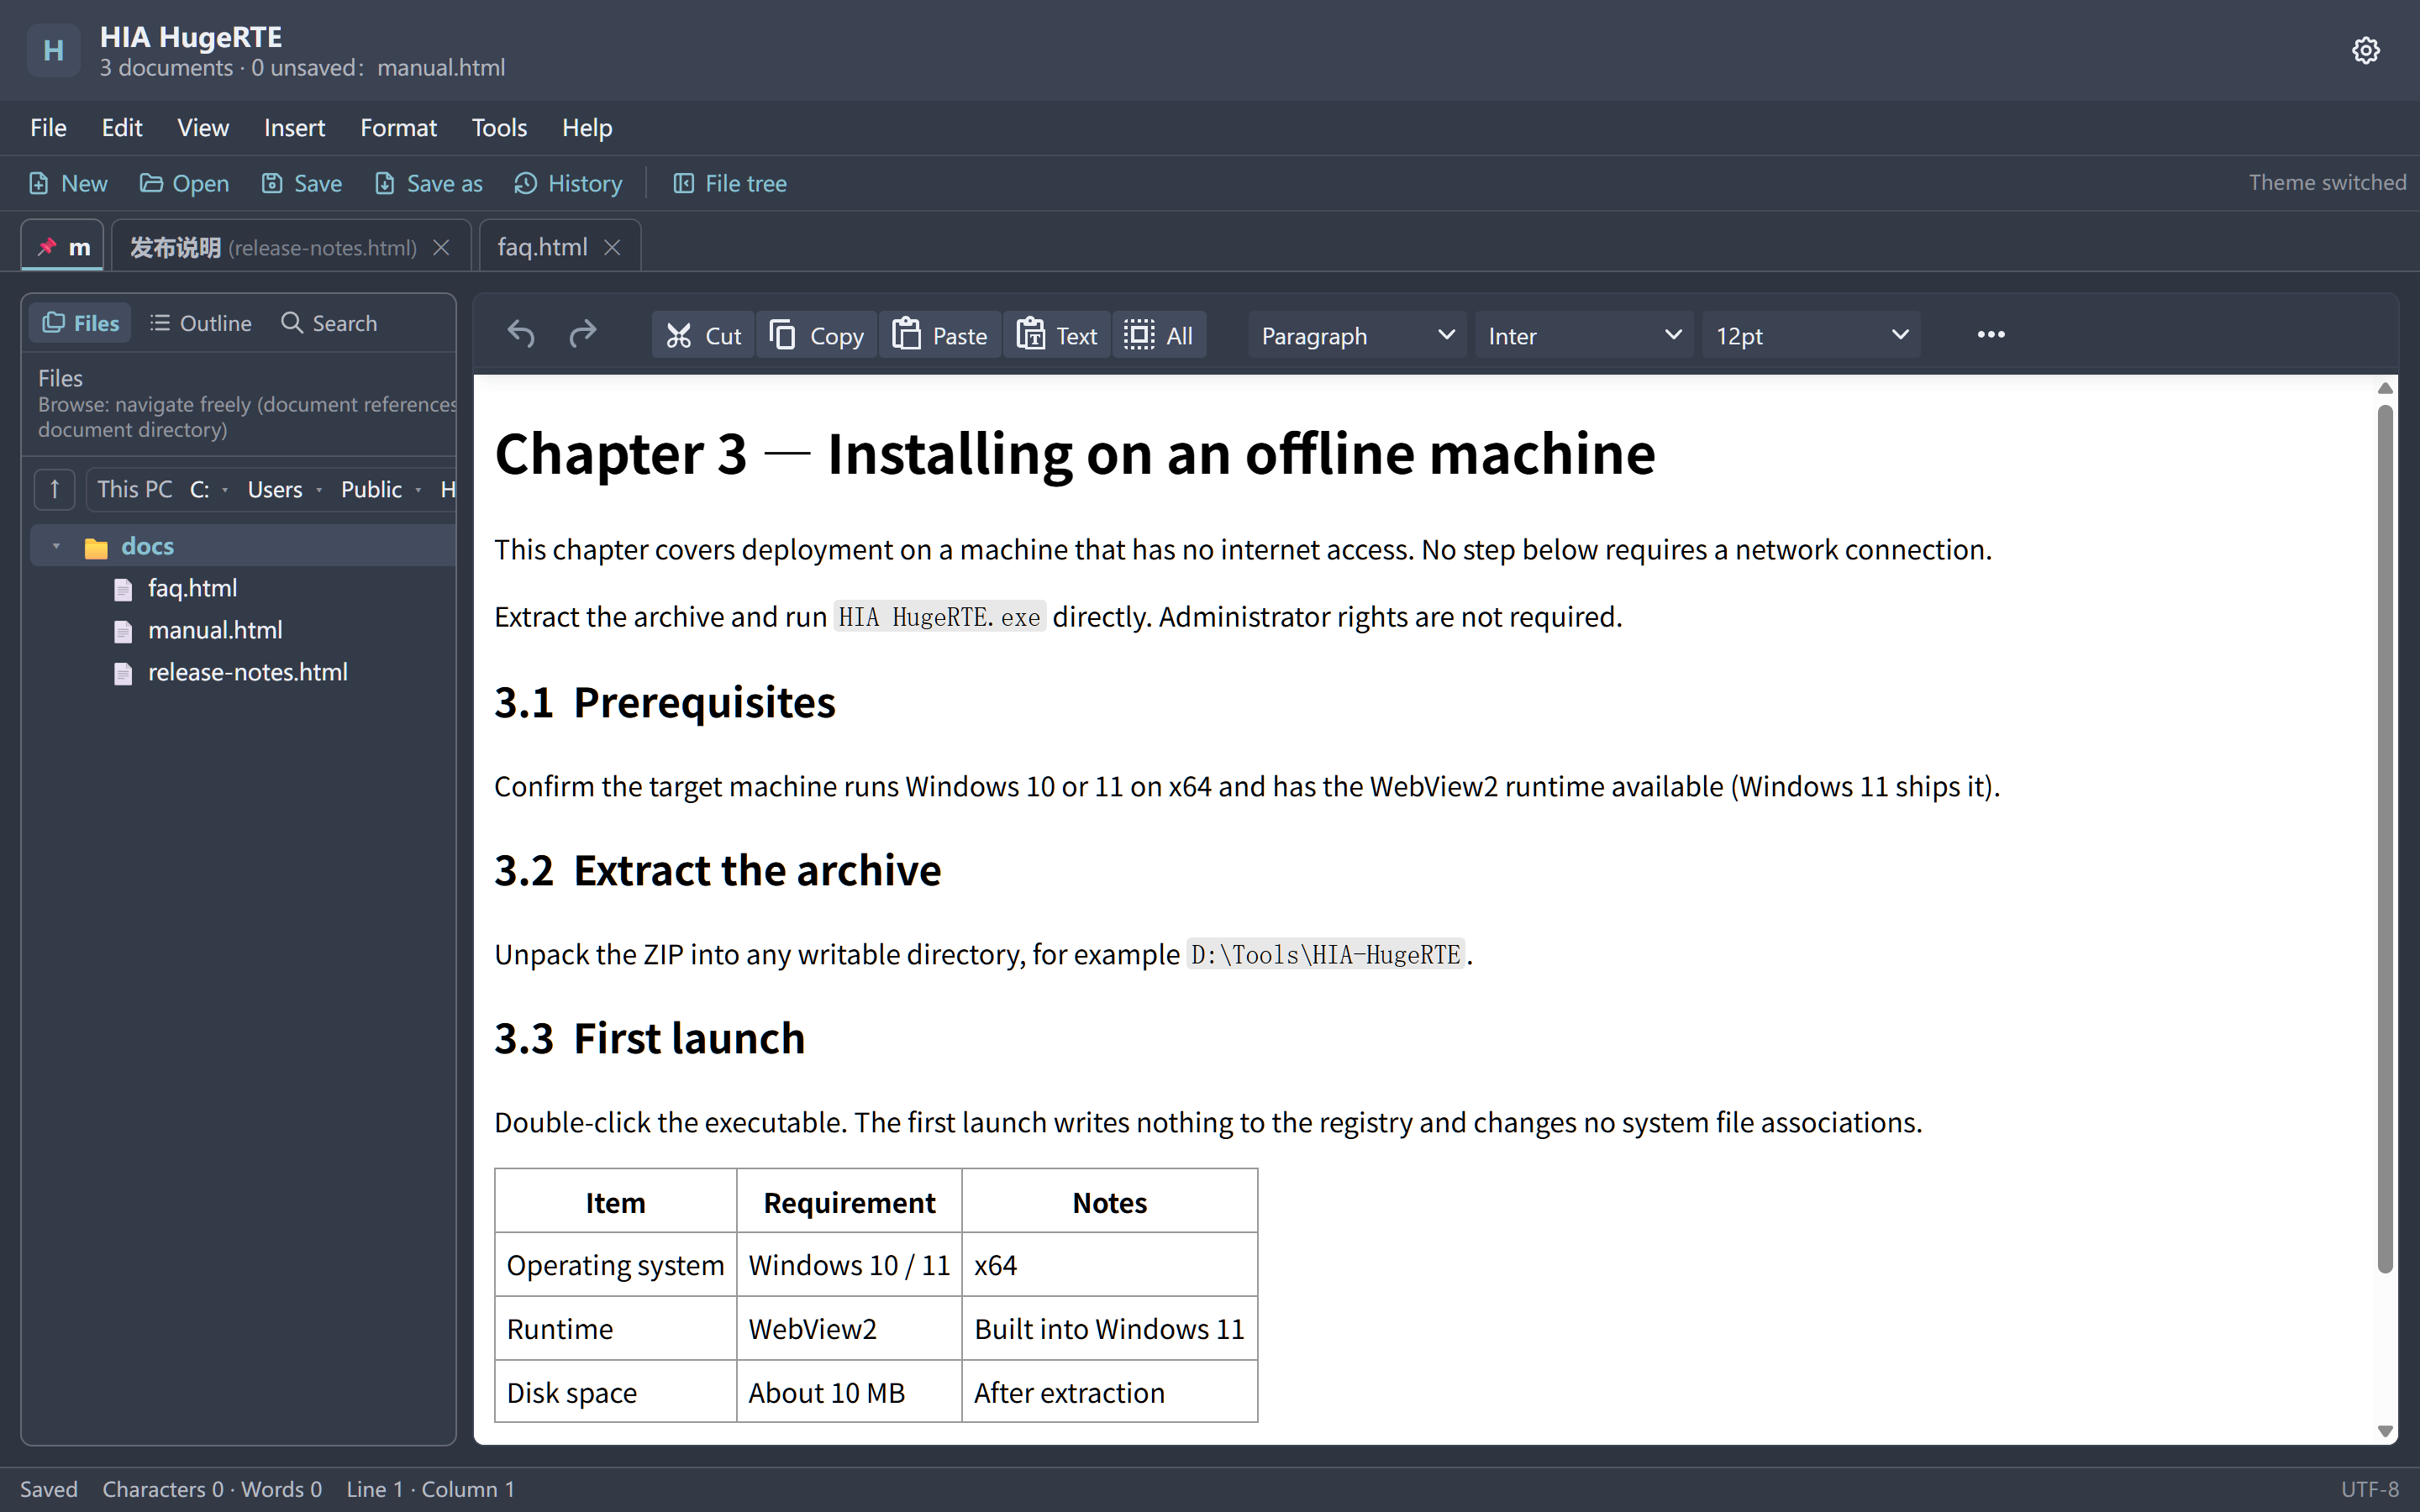 H
HIA HugeRTE
3 documents · 0 unsaved：manual.html
File Edit View Insert Format Tools Help
New Open Save Save as History File tree Theme switched
m 发布说明 (release-notes.html) faq.html
Files Outline Search
Files
Browse: navigate freely (document references
document directory)
This PC C: Users Public H
docs
faq.html
manual.html
release-notes.html
Cut Copy Paste Text All Paragraph Inter 12pt
Chapter 3 — Installing on an offline machine
This chapter covers deployment on a machine that has no internet access. No step below requires a network connection.
Extract the archive and run HIA HugeRTE.exe directly. Administrator rights are not required.
3.1 Prerequisites
Confirm the target machine runs Windows 10 or 11 on x64 and has the WebView2 runtime available (Windows 11 ships it).
3.2 Extract the archive
Unpack the ZIP into any writable directory, for example D:\Tools\HIA-HugeRTE.
3.3 First launch
Double-click the executable. The first launch writes nothing to the registry and changes no system file associations.
Item Requirement Notes
Operating system Windows 10 / 11 x64
Runtime WebView2 Built into Windows 11
Disk space About 10 MB After extraction
Saved Characters 0 · Words 0 Line 1 · Column 1 UTF-8